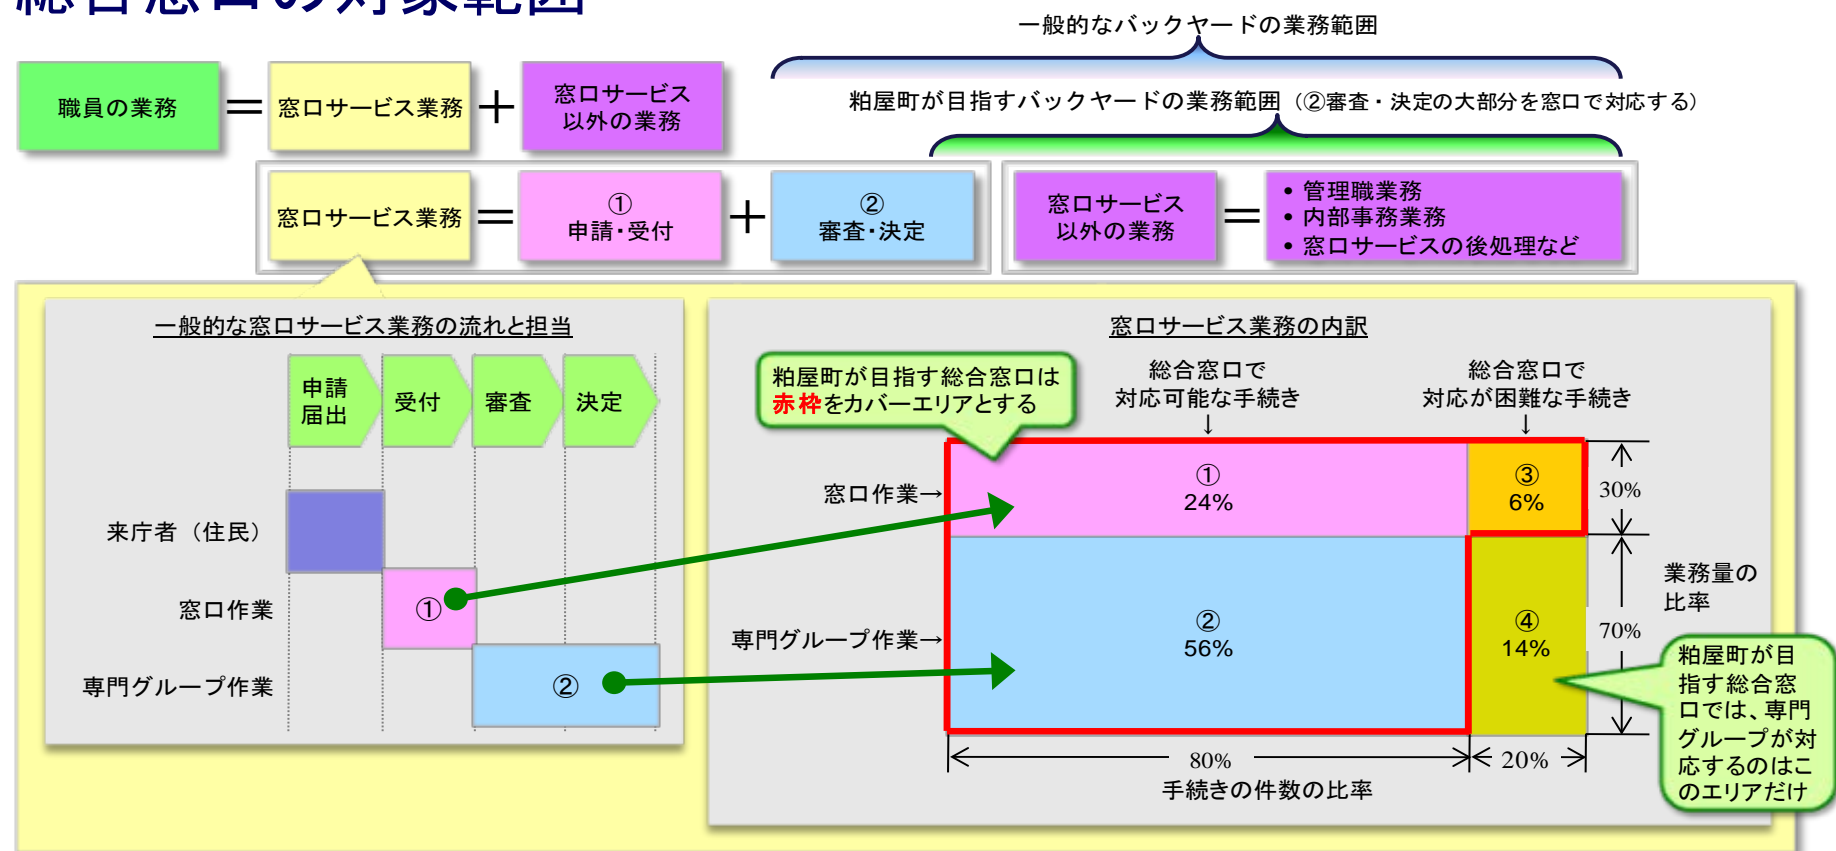 総合窓口の対象範囲
一般的なバックヤードの業務範囲
職員の業務
=
窓口サービス業務
+
窓口サービス
以外の業務
粕屋町が目指すバックヤードの業務範囲（②審査・決定の大部分を窓口で対応する）
窓口サービス業務
=
①
申請・受付
+
②
審査・決定
窓口サービス
以外の業務
=
• 管理職業務
• 内部事務業務
• 窓口サービスの後処理など
一般的な窓口サービス業務の流れと担当
申請
届出
受付
審査
決定
来庁者（住民）
窓口作業
①
専門グループ作業
②
窓口サービス業務の内訳
粕屋町が目指す総合窓口は
赤枠をカバーエリアとする
総合窓口で
対応可能な手続き
↓
総合窓口で
対応が困難な手続き
↓
窓口作業→
①
24%
③
6%
30%
専門グループ作業→
②
56%
④
14%
70%
業務量の
比率
80%
20%
手続きの件数の比率
粕屋町が目
指す総合窓
口では、専門
グループが対
応するのはこ
のエリアだけ